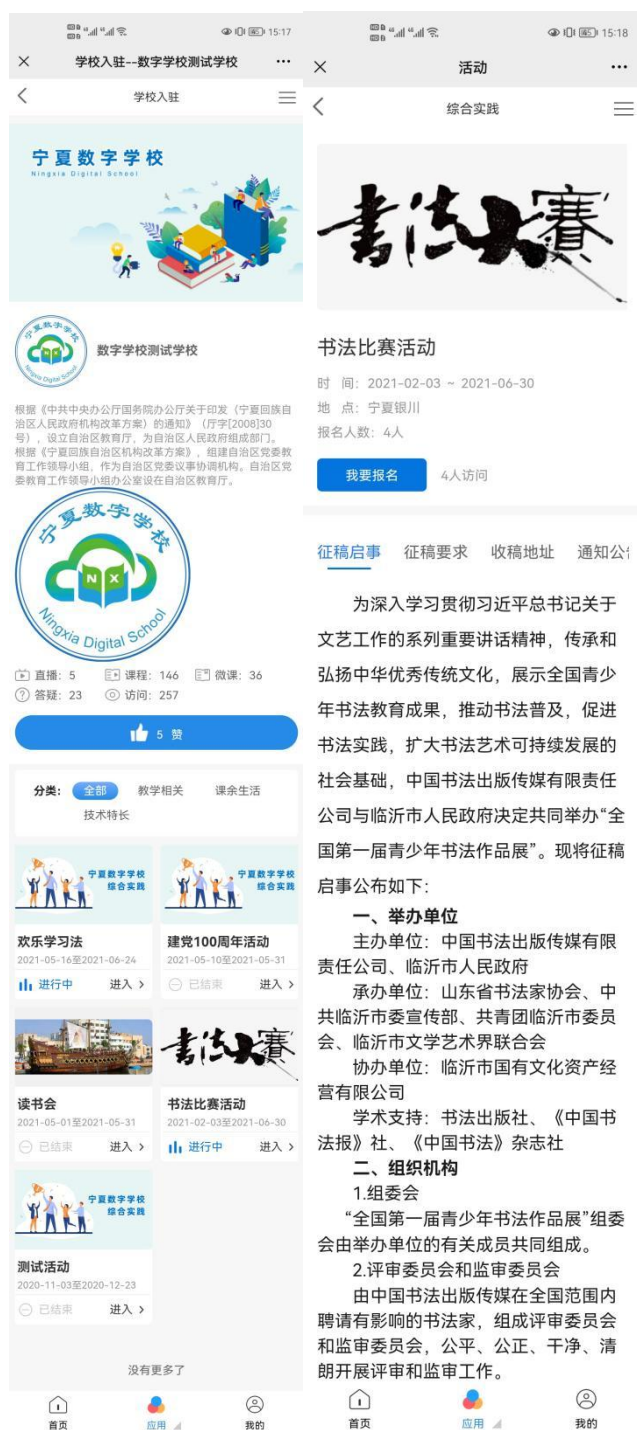 15:17
学校入驻--数字学校测试学校
学校入驻
宁夏数字学校
Ningxia Digital School
宁夏数字学校
Ningxia Digital School
数字学校测试学校
根据《中共中央办公厅国务院办公厅关于印发（宁夏回族自
治区人民政府机构改革方案）的通知》（厅字[2008]30
号），设立自治区教育厅，为自治区人民政府组成部门。
根据《宁夏回族自治区机构改革方案》，组建自治区党委教
育工作领导小组，作为自治区党委议事协调机构。自治区党
委教育工作领导小组办公室设在自治区教育厅。
宁夏数字学校
NX
Ningxia Digital School
直播：5 课程：146 微课：36
答疑：23 访问：257
5 赞
分类： 全部 教学相关 课余生活
技术特长
宁夏数字学校
综合实践
宁夏数字学校
综合实践
欢乐学习法 建党100周年活动
2021-05-16至2021-06-24 2021-05-10至2021-05-31
进行中 进入 已结束 进入
书法大赛
读书会 书法比赛活动
2021-05-01至2021-05-31 2021-02-03至2021-06-30
已结束 进入 进行中 进入
宁夏数字学校
综合实践
测试活动
2020-11-03至2020-12-23
已结束 进入
没有更多了
首页 应用 我的
15:18
活动
综合实践
书法大赛
书法比赛活动
时 间：2021-02-03 ~ 2021-06-30
地 点：宁夏银川
报名人数：4人
我要报名 4人访问
征稿启事 征稿要求 收稿地址 通知公告
为深入学习贯彻习近平总书记关于
文艺工作的系列重要讲话精神，传承和
弘扬中华优秀传统文化，展示全国青少
年书法教育成果，推动书法普及，促进
书法实践，扩大书法艺术可持续发展的
社会基础，中国书法出版传媒有限责任
公司与临沂市人民政府决定共同举办“全
国第一届青少年书法作品展”。现将征稿
启事公布如下：
一、举办单位
主办单位：中国书法出版传媒有限
责任公司、临沂市人民政府
承办单位：山东省书法家协会、中
共临沂市委宣传部、共青团临沂市委员
会、临沂市文学艺术界联合会
协办单位：临沂市国有文化资产经
营有限公司
学术支持：书法出版社、《中国书
法报》社、《中国书法》杂志社
二、组织机构
1.组委会
“全国第一届青少年书法作品展”组委
会由举办单位的有关成员共同组成。
2.评审委员会和监审委员会
由中国书法出版传媒在全国范围内
聘请有影响的书法家，组成评审委员会
和监审委员会，公平、公正、干净、清
朗开展评审和监审工作。
首页 应用 我的